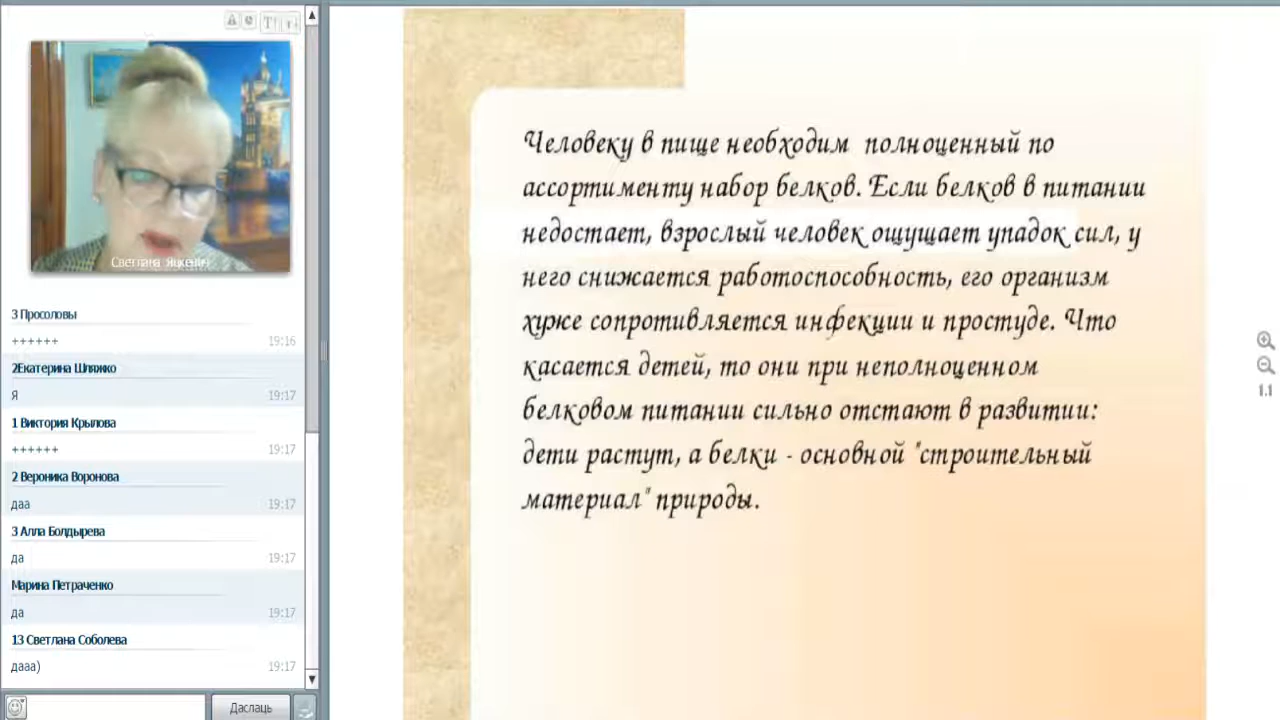 Светлана Яцкевич
3 Просоловы
++++++ 19:16
2Екатерина Шляжко
Я 19:17
1 Виктория Крылова
++++++ 19:17
2 Вероника Воронова
даа 19:17
3 Алла Болдырева
да 19:17
Марина Петраченко
да 19:17
13 Светлана Соболева
дааа) 19:17
Даслаць
Человеку в пище необходим полноценный по
ассортименту набор белков. Если белков в питании
недостает, взрослый человек ощущает упадок сил, у
него снижается работоспособность, его организм
хуже сопротивляется инфекции и простуде. Что
касается детей, то они при неполноценном
белковом питании сильно отстают в развитии:
дети растут, а белки - основной "строительный
материал" природы.
1.1